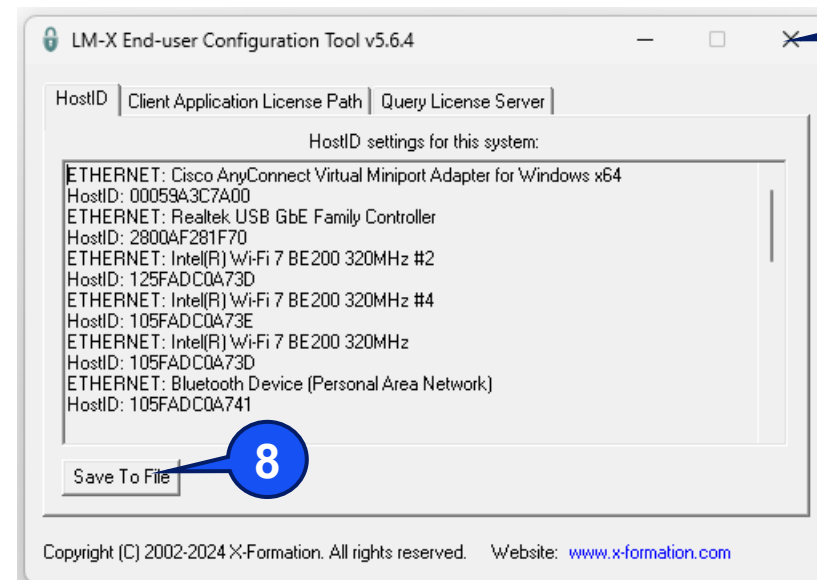 LM-X End-user Configuration Tool v5.6.4
HostID Client Application License Path Query License Server
HostID settings for this system:
ETHERNET: Cisco AnyConnect Virtual Miniport Adapter for Windows x64
HostID: 00059A3C7A00
ETHERNET: Realtek USB GbE Family Controller
HostID: 2800AF281F70
ETHERNET: Intel(R) Wi-Fi 7 BE200 320MHz #2
HostID: 125FADC0A73D
ETHERNET: Intel(R) Wi-Fi 7 BE200 320MHz #4
HostID: 105FADC0A73E
ETHERNET: Intel(R) Wi-Fi 7 BE200 320MHz
HostID: 105FADC0A73D
ETHERNET: Bluetooth Device (Personal Area Network)
HostID: 105FADC0A741
Save To File
8
Copyright (C) 2002-2024 X-Formation. All rights reserved. Website: www.x-formation.com